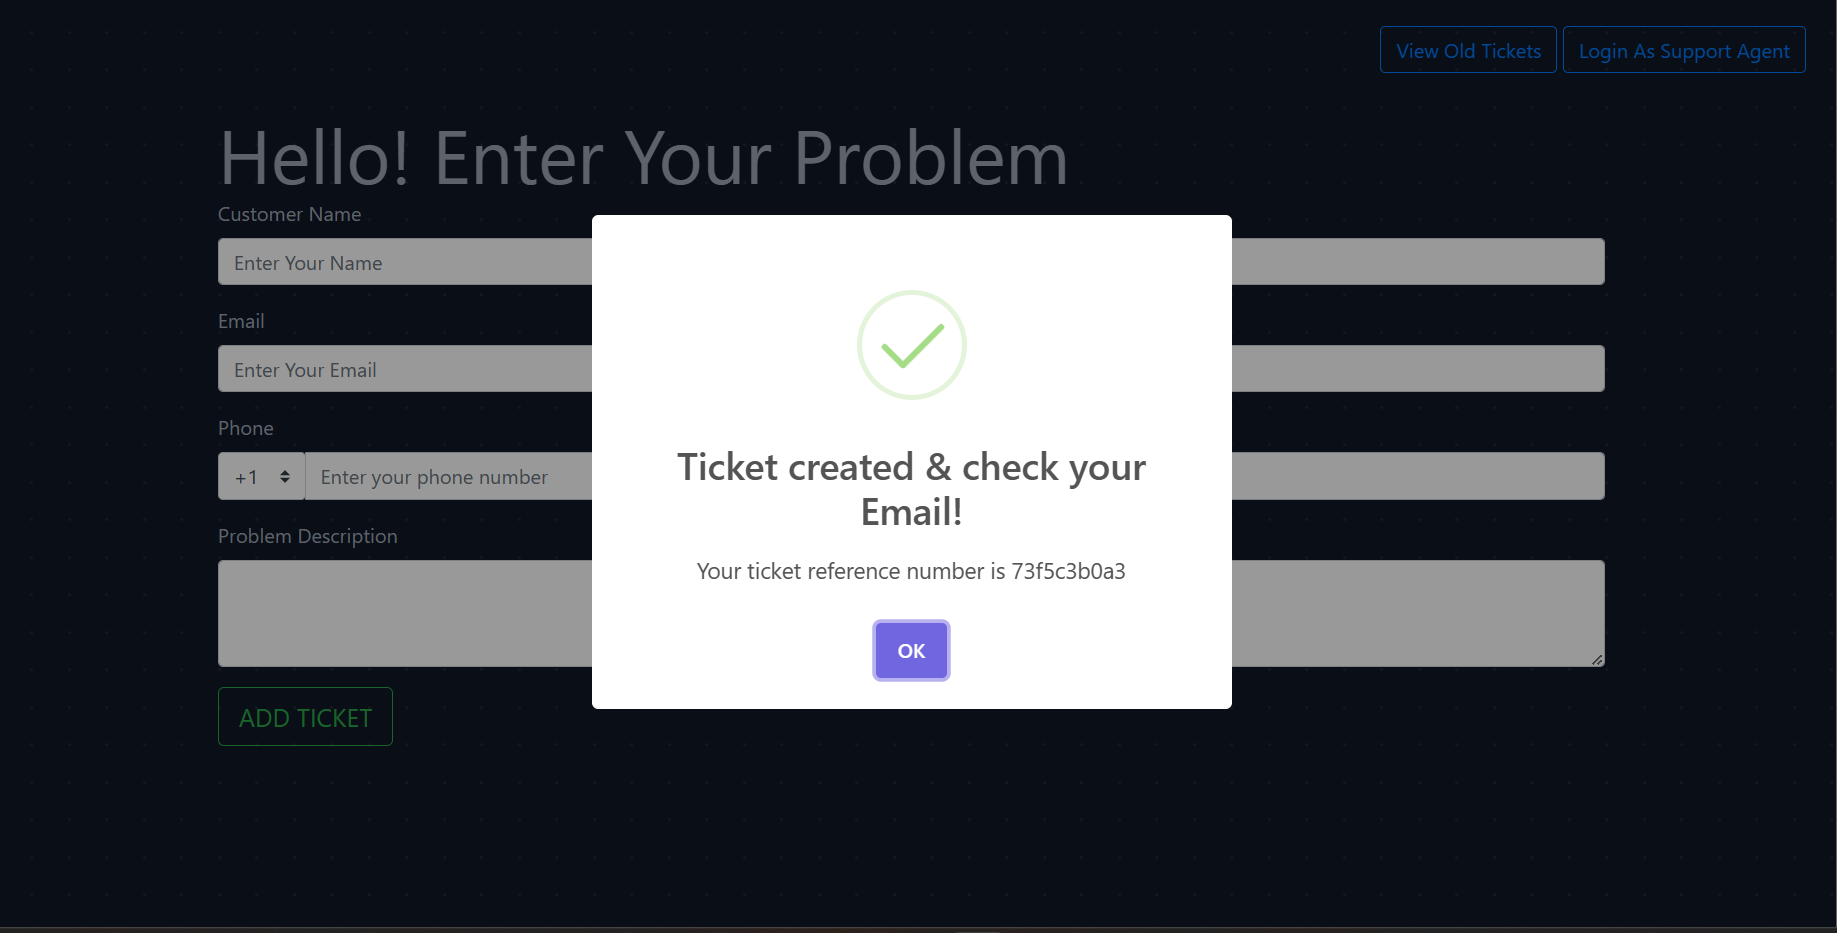 View Old Tickets
Login As Support Agent
Hello! Enter Your Problem
Customer Name
Enter Your Name
Email
Enter Your Email
Phone
+1
Enter your phone number
Problem Description
ADD TICKET
Ticket created & check your
Email!
Your ticket reference number is 73f5c3b0a3
OK